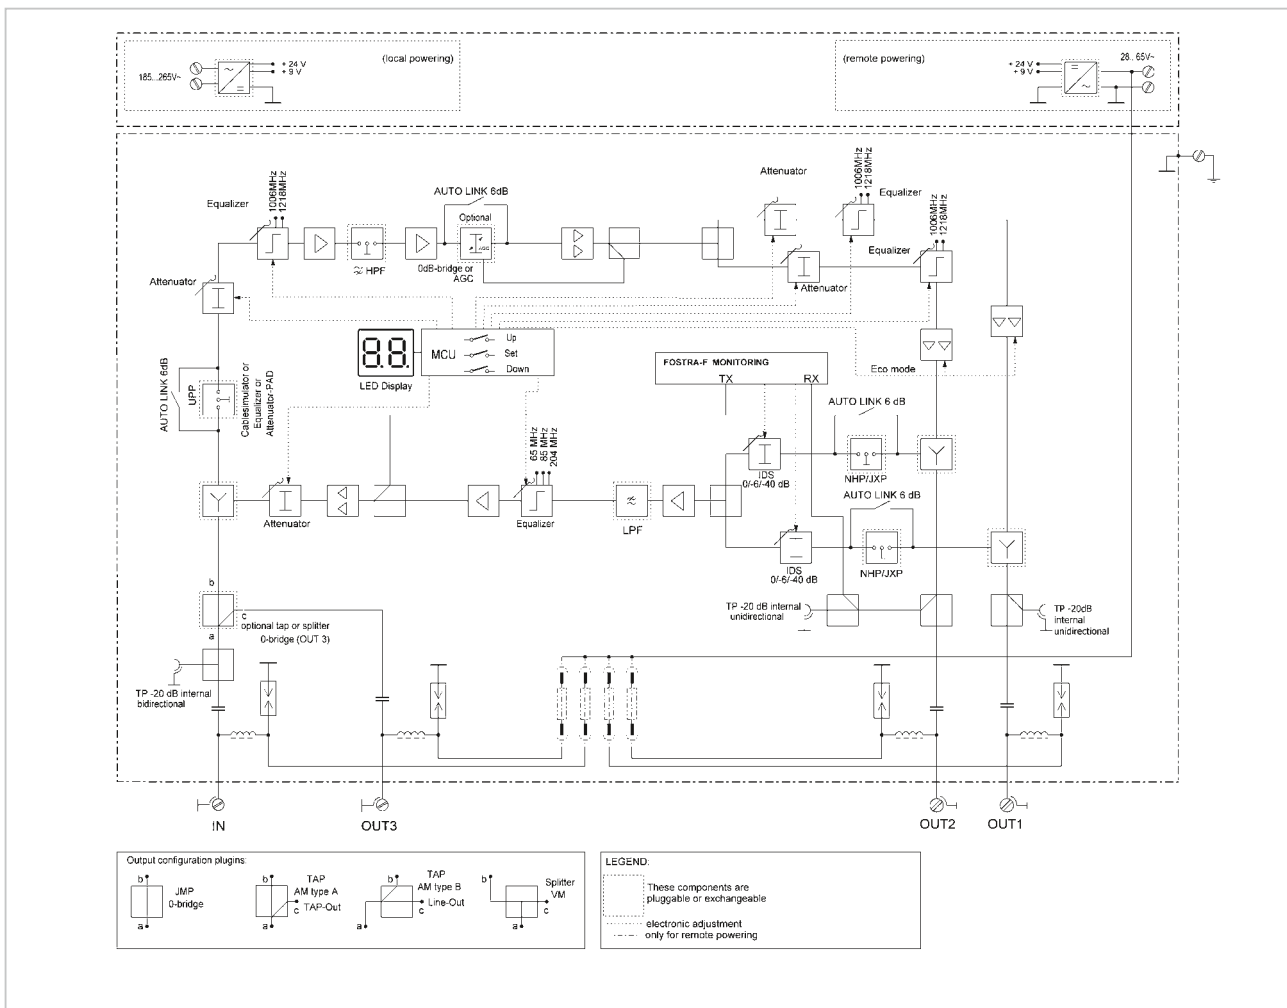 (local powering)
185...265V~
+ 24 V
+ 9 V
(remote powering)
28...65V~
+ 24 V
+ 9 V
Equalizer
1006MHz
1218MHz
AUTO LINK 6dB
Optional
AGC
HPF
0dB-bridge or
AGC
Attenuator
1006MHz
1218MHz
Equalizer
1006MHz
1218MHz
Equalizer
Attenuator
Attenuator
88
LED Display
MCU
Up
Set
Down
Eco mode
AUTO LINK 6dB
UPP
Cablesimulator or
Equalizer or
Attenuator-PAD
FOSTRA-F MONITORING
TX
RX
AUTO LINK 6 dB
NHP/JXP
IDS
0/-6/-40 dB
AUTO LINK 6 dB
NHP/JXP
IDS
0/-6/-40 dB
65 MHz
85 MHz
204 MHz
Attenuator
Equalizer
LPF
b
c
optional tap or splitter
a
0-bridge (OUT 3)
TP -20 dB internal
bidirectional
TP -20 dB internal
unidirectional
TP -20dB
internal
unidirectional
IN
OUT3
OUT2
OUT1
Output configuration plugins:
b
JMP
0-bridge
a
b
TAP
AM type A
c TAP-Out
a
b
TAP
AM type B
Line-Out
c
a
b
Splitter
VM
c
a
LEGEND:
These components are
pluggable or exchangeable
electronic adjustment
only for remote powering